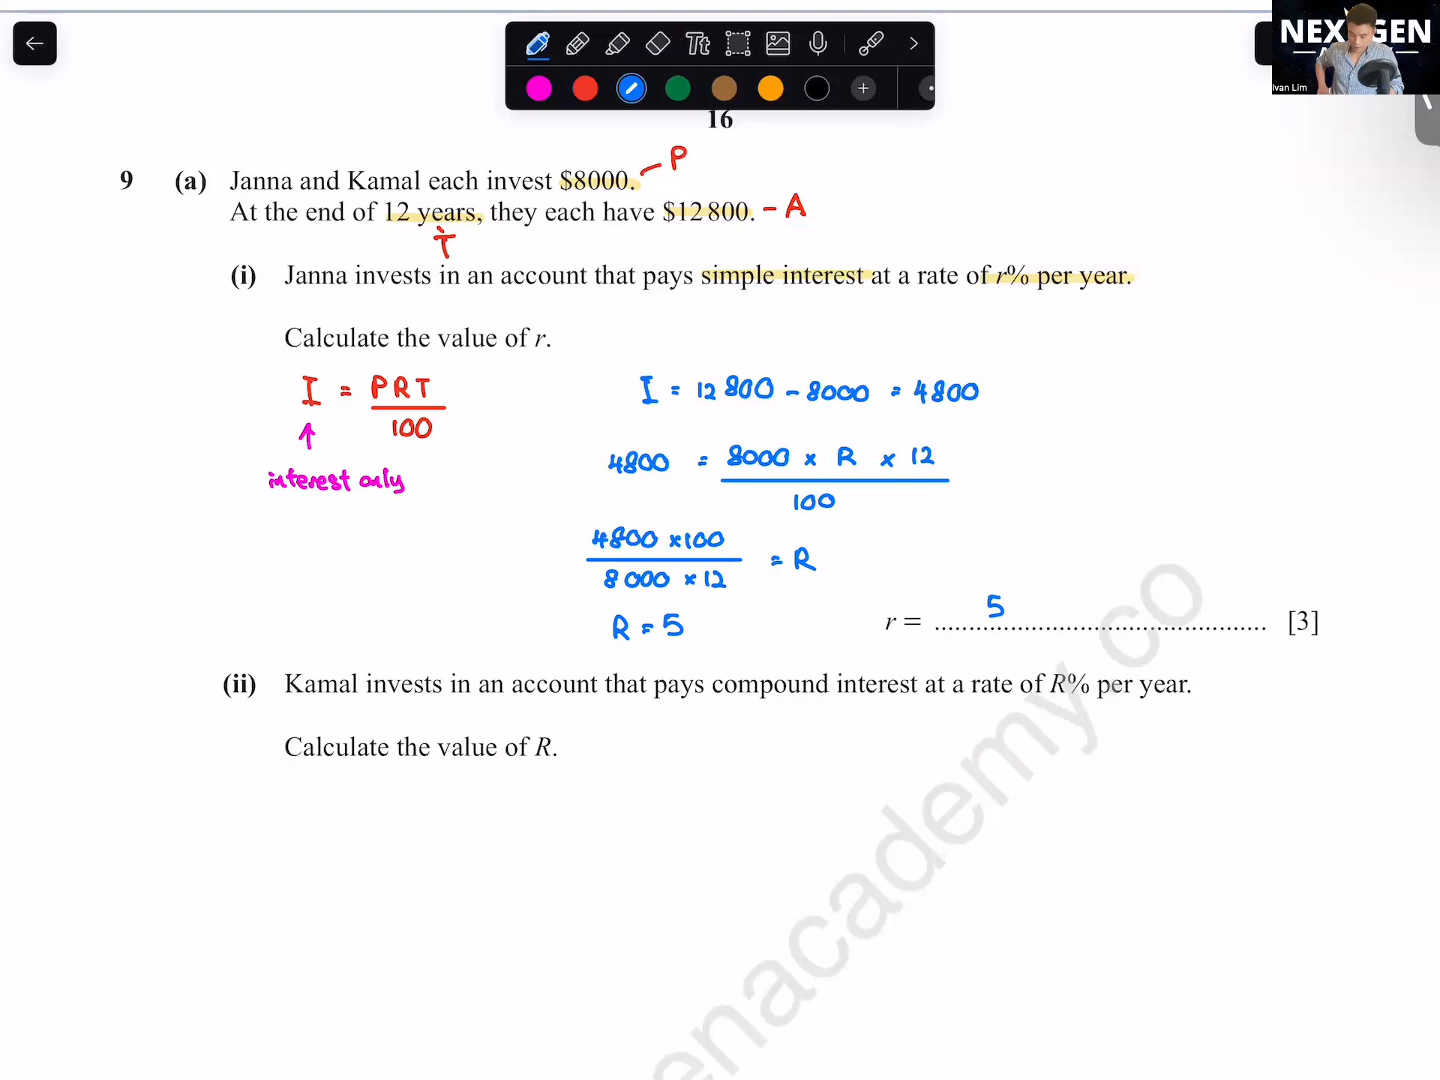 NEXTGEN
Ivan Lim
Tt
16
9 (a) Janna and Kamal each invest $8000. – P
At the end of 12 years, they each have $12 800. – A
T
(i) Janna invests in an account that pays simple interest at a rate of r% per year.
Calculate the value of r.
I = PRT / 100
↑
interest only
I = 12 800 – 8000 = 4800
4800 = 8000 × R × 12 / 100
4800 × 100 / 8000 × 12 = R
R = 5
r = 5 [3]
(ii) Kamal invests in an account that pays compound interest at a rate of R% per year.
Calculate the value of R.
enacademy.co